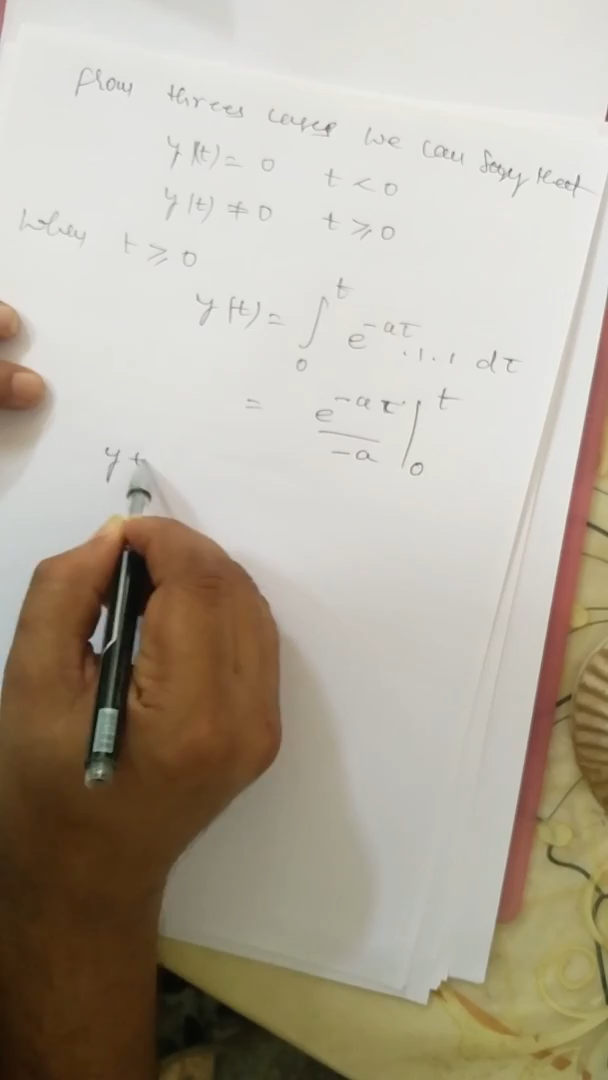 From threes cases we can say that
y(t) = 0 t < 0
y(t) ≠ 0 t ≥ 0
When t ≥ 0
y(t) = ∫₀ᵗ e^{-aτ} .1.1 dτ
= e^{-aτ}/-a |₀ᵗ
y t